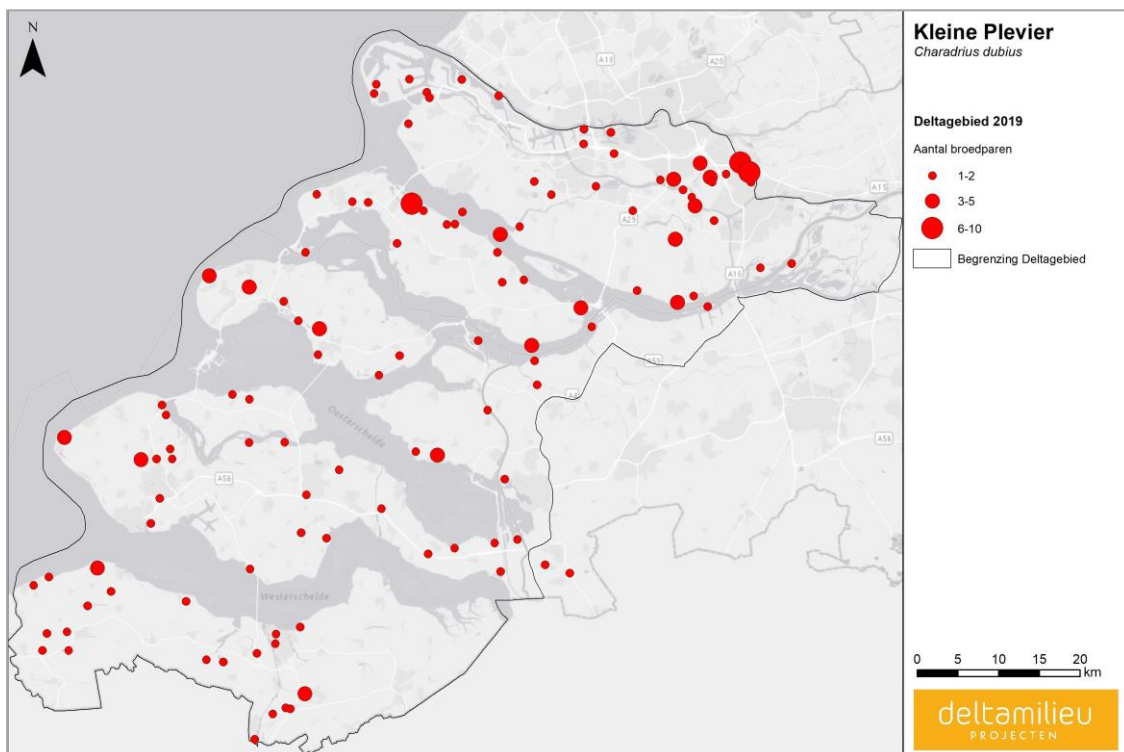 N
Kleine Plevier
Charadrius dubius
Deltagebied 2019
Aantal broedparen
1-2
3-5
6-10
Begrenzing Deltagebied
A13
A20
A15
A29
A16
A59
A4
A58
Oosterschelde
A58
Westerschelde
0 5 10 15 20
km
deltamilieu
PROJECTEN